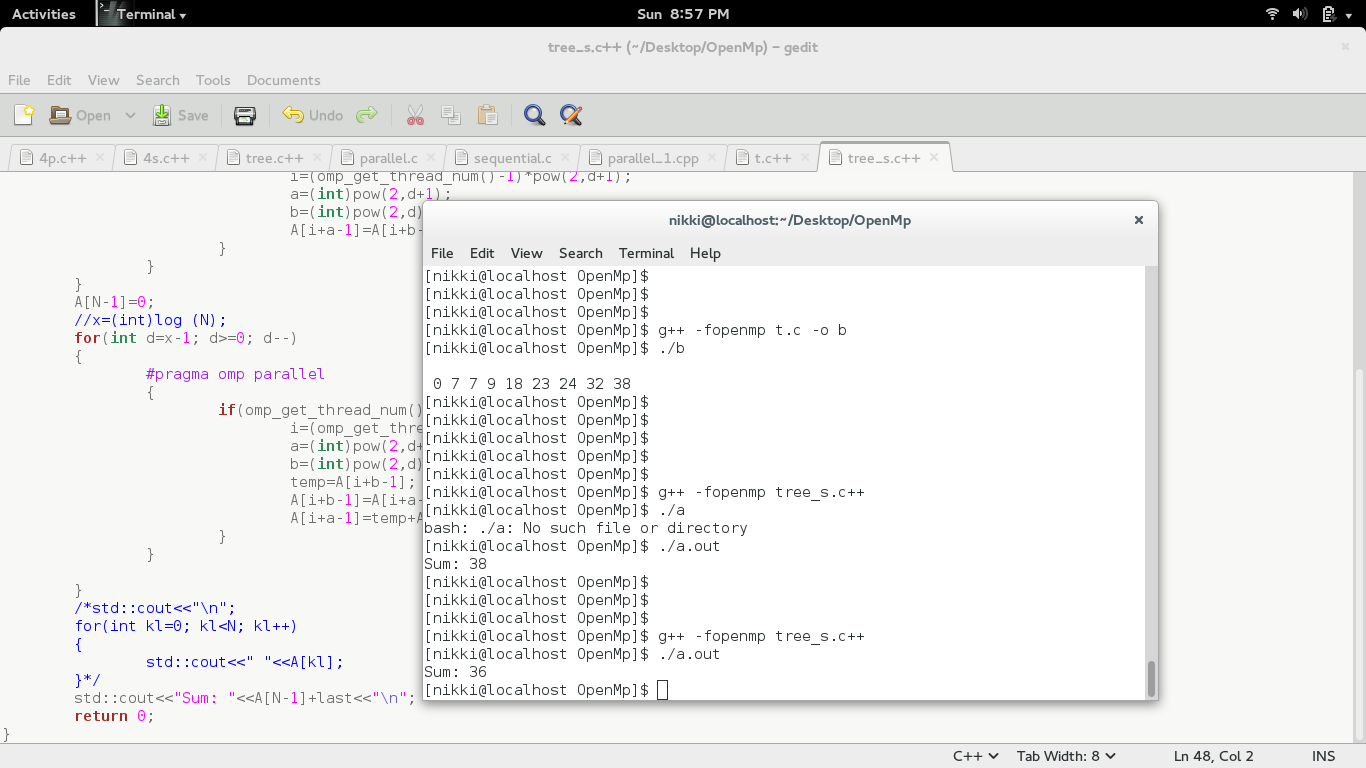 Activities Terminal Sun 8:57 PM
tree_s.c++ (~/Desktop/OpenMp) – gedit
File Edit View Search Tools Documents
Open Save Undo
4p.c++ 4s.c++ tree.c++ parallel.c sequential.c parallel_1.cpp t.c++ tree_s.c++
i=(omp_get_thread_num()-1)*pow(2,d+1);
a=(int)pow(2,d+1);
b=(int)pow(2,d)
A[i+a-1]=A[i+b-
}
}
}
A[N-1]=0;
//x=(int)log (N);
for(int d=x-1; d>=0; d--)
{
#pragma omp parallel
{
if(omp_get_thread_num()
i=(omp_get_thre
a=(int)pow(2,d+
b=(int)pow(2,d)
temp=A[i+b-1];
A[i+b-1]=A[i+a-
A[i+a-1]=temp+A
}
}
}
/*std::cout<<"\n";
for(int kl=0; kl<N; kl++)
{
std::cout<<" "<<A[kl];
}*/
std::cout<<"Sum: "<<A[N-1]+last<<"\n";
return 0;
}
nikki@localhost:~/Desktop/OpenMp
File Edit View Search Terminal Help
[nikki@localhost OpenMp]$
[nikki@localhost OpenMp]$
[nikki@localhost OpenMp]$
[nikki@localhost OpenMp]$ g++ -fopenmp t.c -o b
[nikki@localhost OpenMp]$ ./b
0 7 7 9 18 23 24 32 38
[nikki@localhost OpenMp]$
[nikki@localhost OpenMp]$
[nikki@localhost OpenMp]$
[nikki@localhost OpenMp]$
[nikki@localhost OpenMp]$
[nikki@localhost OpenMp]$ g++ -fopenmp tree_s.c++
[nikki@localhost OpenMp]$ ./a
bash: ./a: No such file or directory
[nikki@localhost OpenMp]$ ./a.out
Sum: 38
[nikki@localhost OpenMp]$
[nikki@localhost OpenMp]$
[nikki@localhost OpenMp]$
[nikki@localhost OpenMp]$ g++ -fopenmp tree_s.c++
[nikki@localhost OpenMp]$ ./a.out
Sum: 36
[nikki@localhost OpenMp]$
C++ Tab Width: 8 Ln 48, Col 2 INS